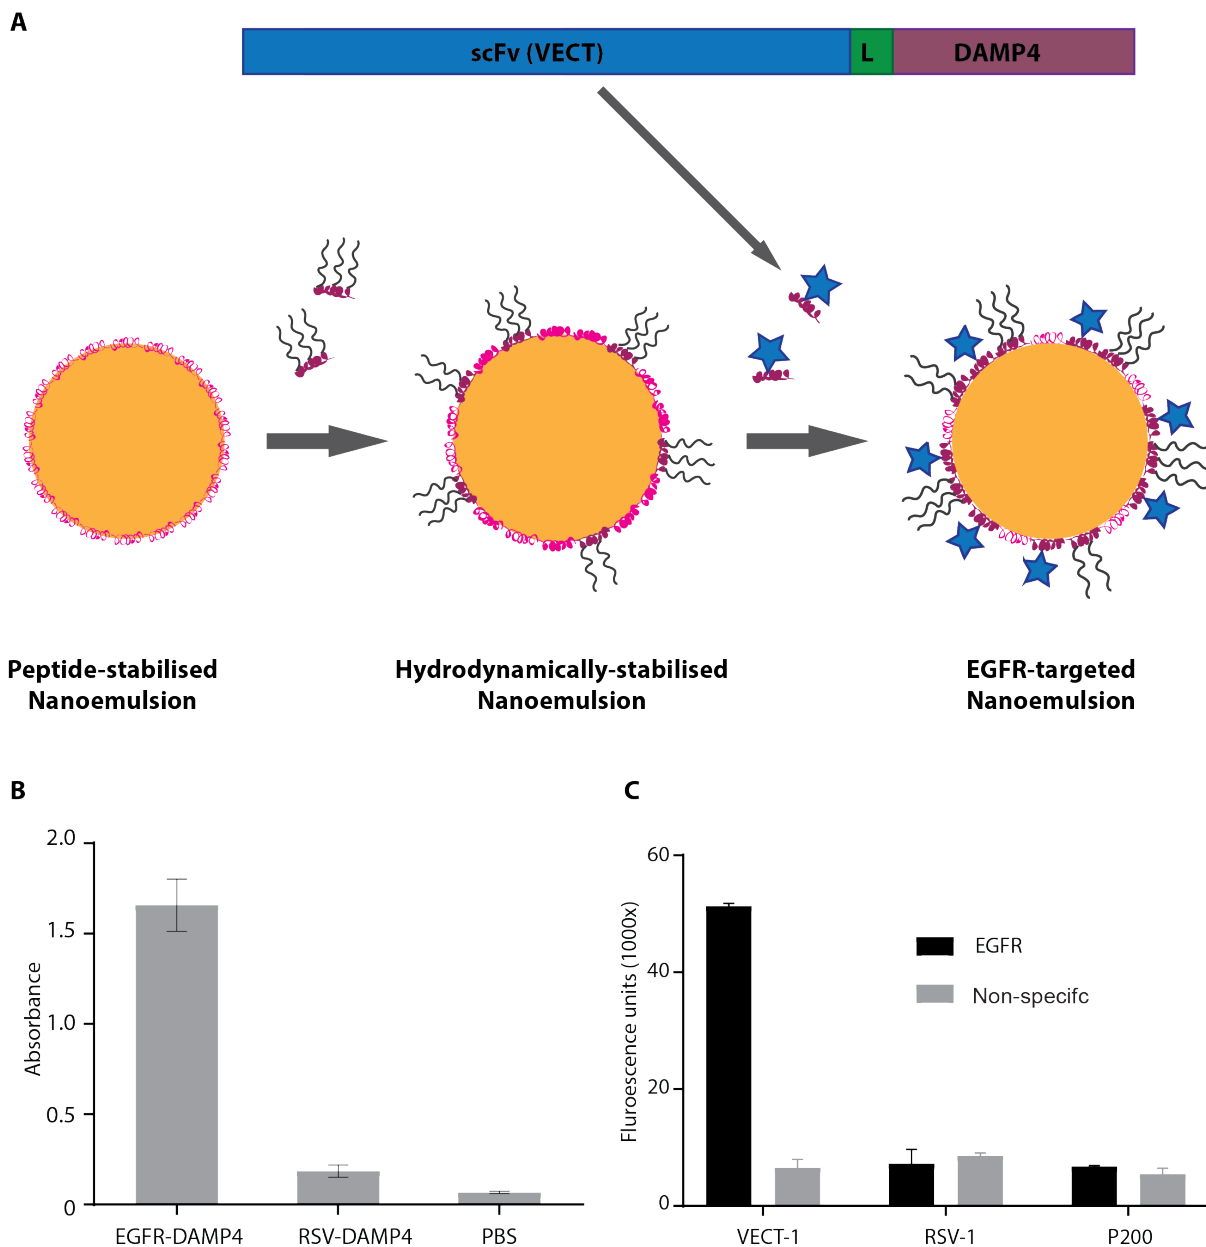 A
scFv (VECT)
L
DAMP4
Peptide-stabilised
Nanoemulsion
Hydrodynamically-stabilised
Nanoemulsion
EGFR-targeted
Nanoemulsion
B
2.0
1.5
1.0
0.5
0
Absorbance
EGFR-DAMP4
RSV-DAMP4
PBS
C
60
40
20
0
Fluroescence units (1000x)
EGFR
Non-specifc
VECT-1
RSV-1
P200